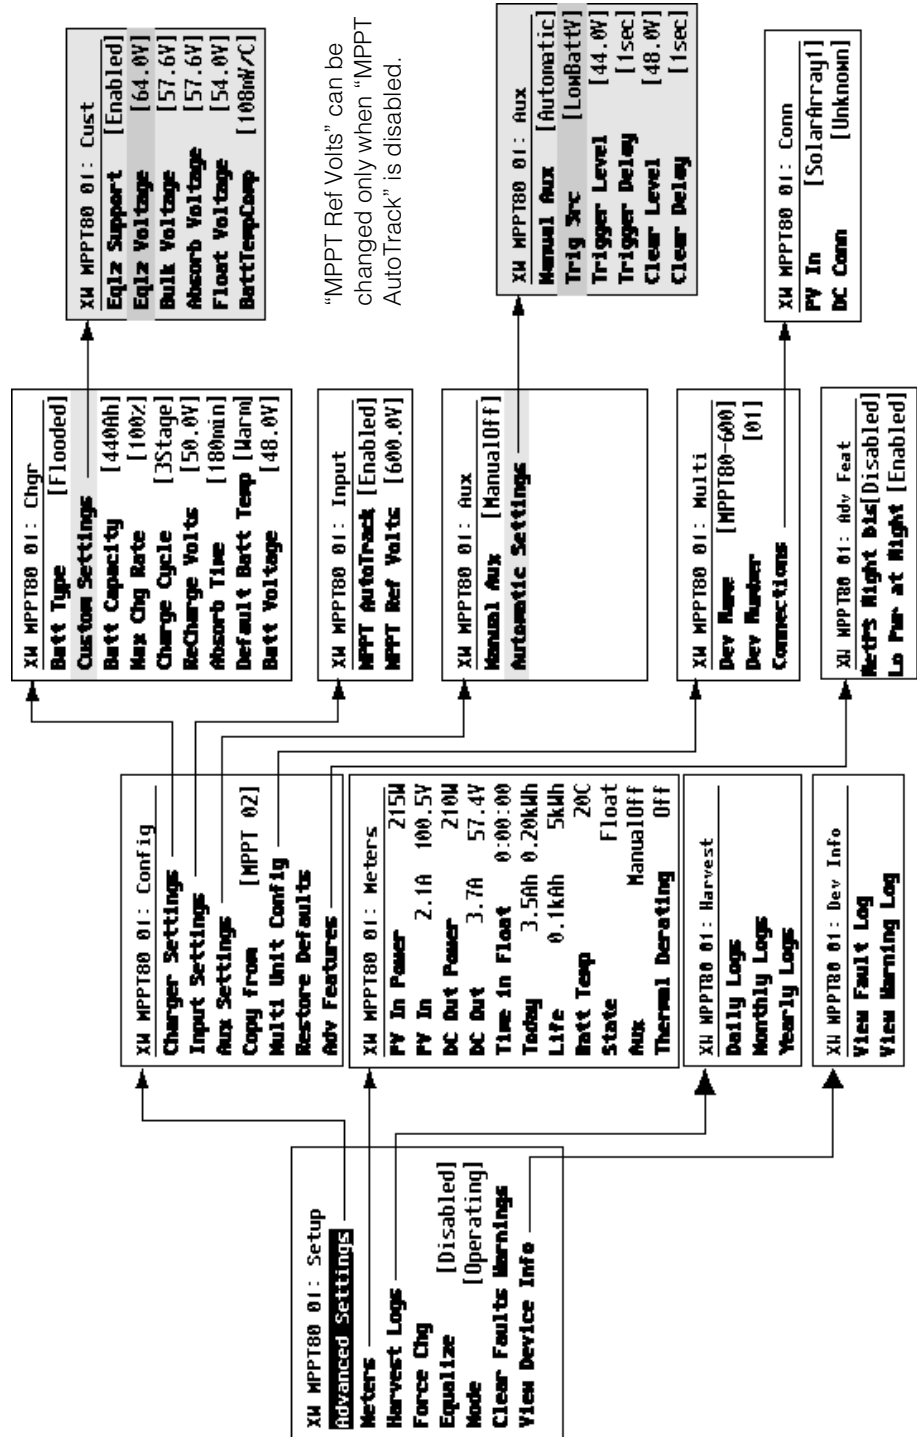 XW MPPT80 01: Setup
Advanced Settings
Meters
Harvest Logs
Force Chg
Equalize [Disabled]
Mode [Operating]
Clear Faults Warnings
View Device Info
XW MPPT80 01: Config
Charger Settings
Input Settings
Aux Settings
Copy from [MPPT 02]
Multi Unit Config
Restore Defaults
Adv Features
XW MPPT80 01: Meters
PV In Power 215W
PV In 2.1A 100.5V
DC Out Power 210W
DC Out 3.7A 57.4V
Time in Float 0:00:00
Today 3.5Ah 0.20kWh
Life 0.1kAh 5kWh
Batt Temp 20C
State Float
Aux ManualOff
Thermal Derating Off
XW MPPT80 01: Harvest
Daily Logs
Monthly Logs
Yearly Logs
XW MPPT80 01: Dev Info
View Fault Log
View Warning Log
XW MPPT80 01: Chgr
Batt Type [Flooded]
Custom Settings
Batt Capacity [440Ah]
Max Chg Rate [100%]
Charge Cycle [3Stage]
ReCharge Volts [50.0V]
Absorb Time [180min]
Default Batt Temp [Warm]
Batt Voltage [48.0V]
XW MPPT80 01: Input
MPPT AutoTrack [Enabled]
MPPT Ref Volts [600.0V]
XW MPPT80 01: Aux
Manual Aux [ManualOff]
Automatic Settings
XW MPPT80 01: Multi
Dev Name [MPPT80-600]
Dev Number [01]
Connections
XW MPPT80 01: Adv Feat
Metrs Night Dis[Disabled]
Lo Pwr at Night [Enabled]
XW MPPT80 01: Cust
Eqlz Support [Enabled]
Eqlz Voltage [64.0V]
Bulk Voltage [57.6V]
Absorb Voltage [57.6V]
Float Voltage [54.0V]
BattTempComp [108mV/C]
“MPPT Ref Volts” can be
changed only when “MPPT
AutoTrack” is disabled.
XW MPPT80 01: Aux
Manual Aux [Automatic]
Trig Src [LowBattV]
Trigger Level [44.0V]
Trigger Delay [1sec]
Clear Level [48.0V]
Clear Delay [1sec]
XW MPPT80 01: Conn
PV In [SolarArray1]
DC Conn [Unknown]